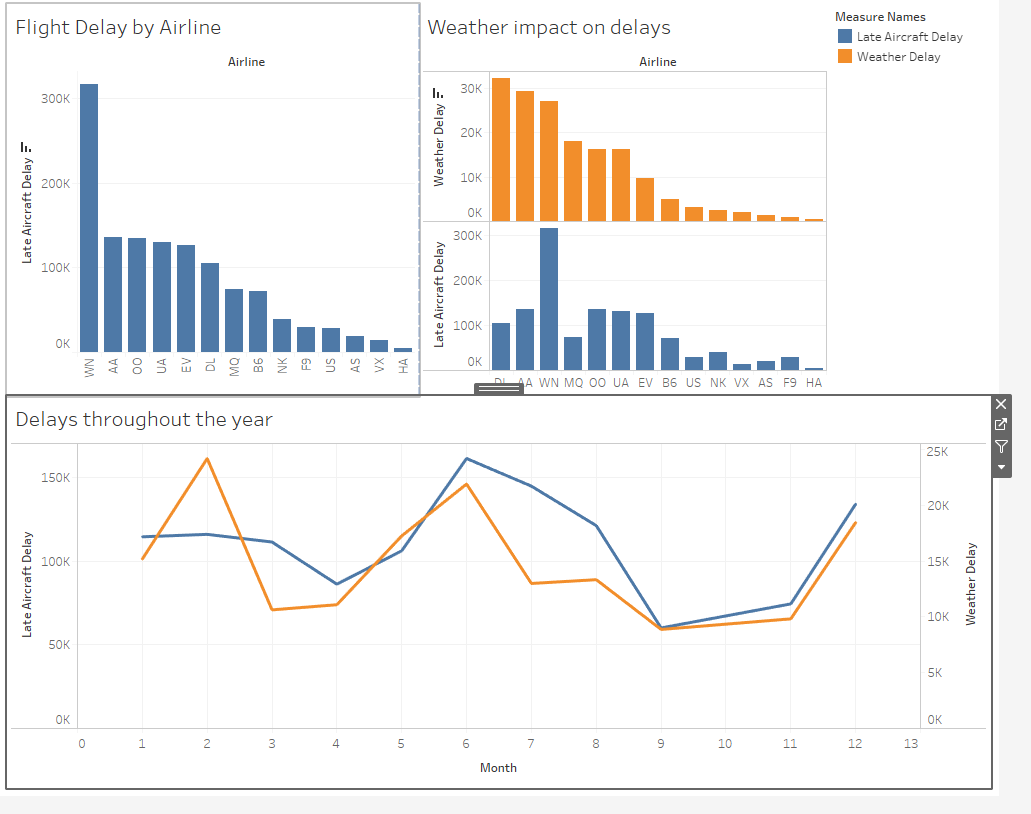 Flight Delay by Airline
Airline
Late Aircraft Delay
300K
200K
100K
0K
WN AA OO UA EV DL MQ B6 NK F9 US AS VX HA
Weather impact on delays
Airline
Weather Delay
30K
20K
10K
0K
Late Aircraft Delay
300K
200K
100K
0K
DL AA WN MQ OO UA EV B6 US NK VX AS F9 HA
Measure Names
Late Aircraft Delay
Weather Delay
Delays throughout the year
Late Aircraft Delay
150K
100K
50K
0K
25K
20K
15K
10K
5K
0K
Weather Delay
0 1 2 3 4 5 6 7 8 9 10 11 12 13
Month